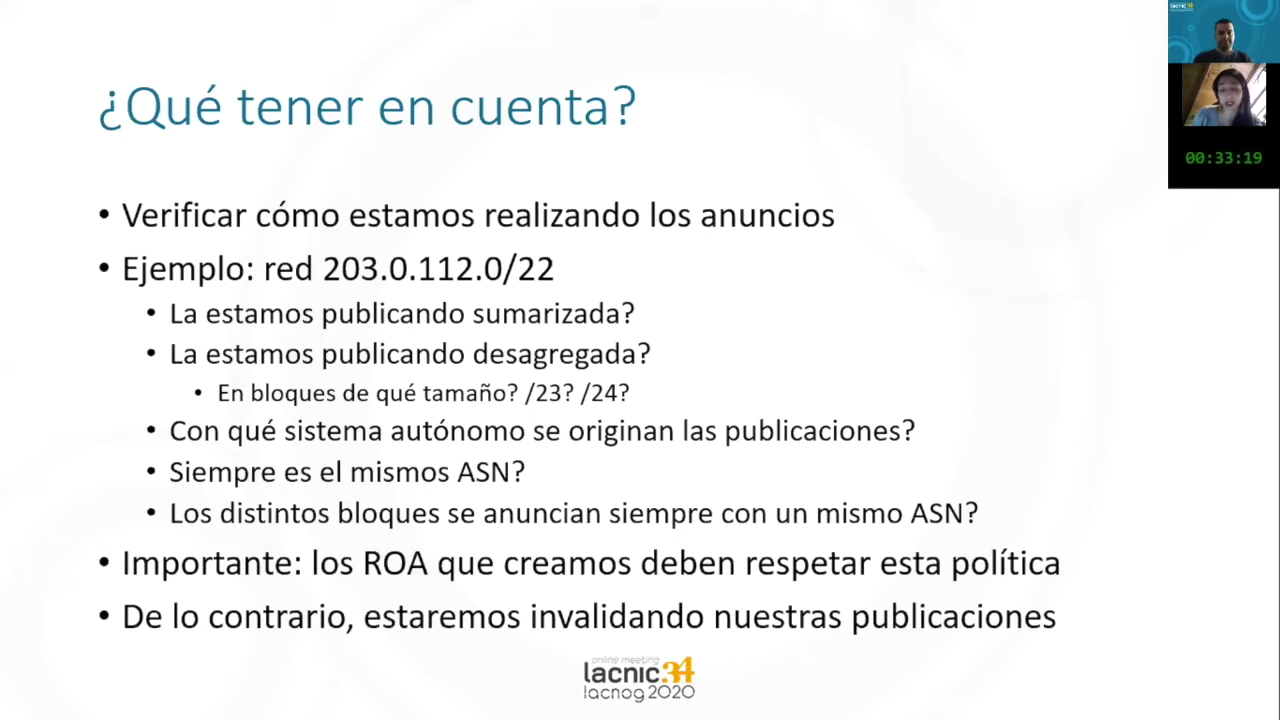 ¿Qué tener en cuenta?
• Verificar cómo estamos realizando los anuncios
• Ejemplo: red 203.0.112.0/22
• La estamos publicando sumarizada?
• La estamos publicando desagregada?
• En bloques de qué tamaño? /23? /24?
• Con qué sistema autónomo se originan las publicaciones?
• Siempre es el mismos ASN?
• Los distintos bloques se anuncian siempre con un mismo ASN?
• Importante: los ROA que creamos deben respetar esta política
• De lo contrario, estaremos invalidando nuestras publicaciones
online meeting
lacnic34
lacnog2020
lacnic34
00:33:19